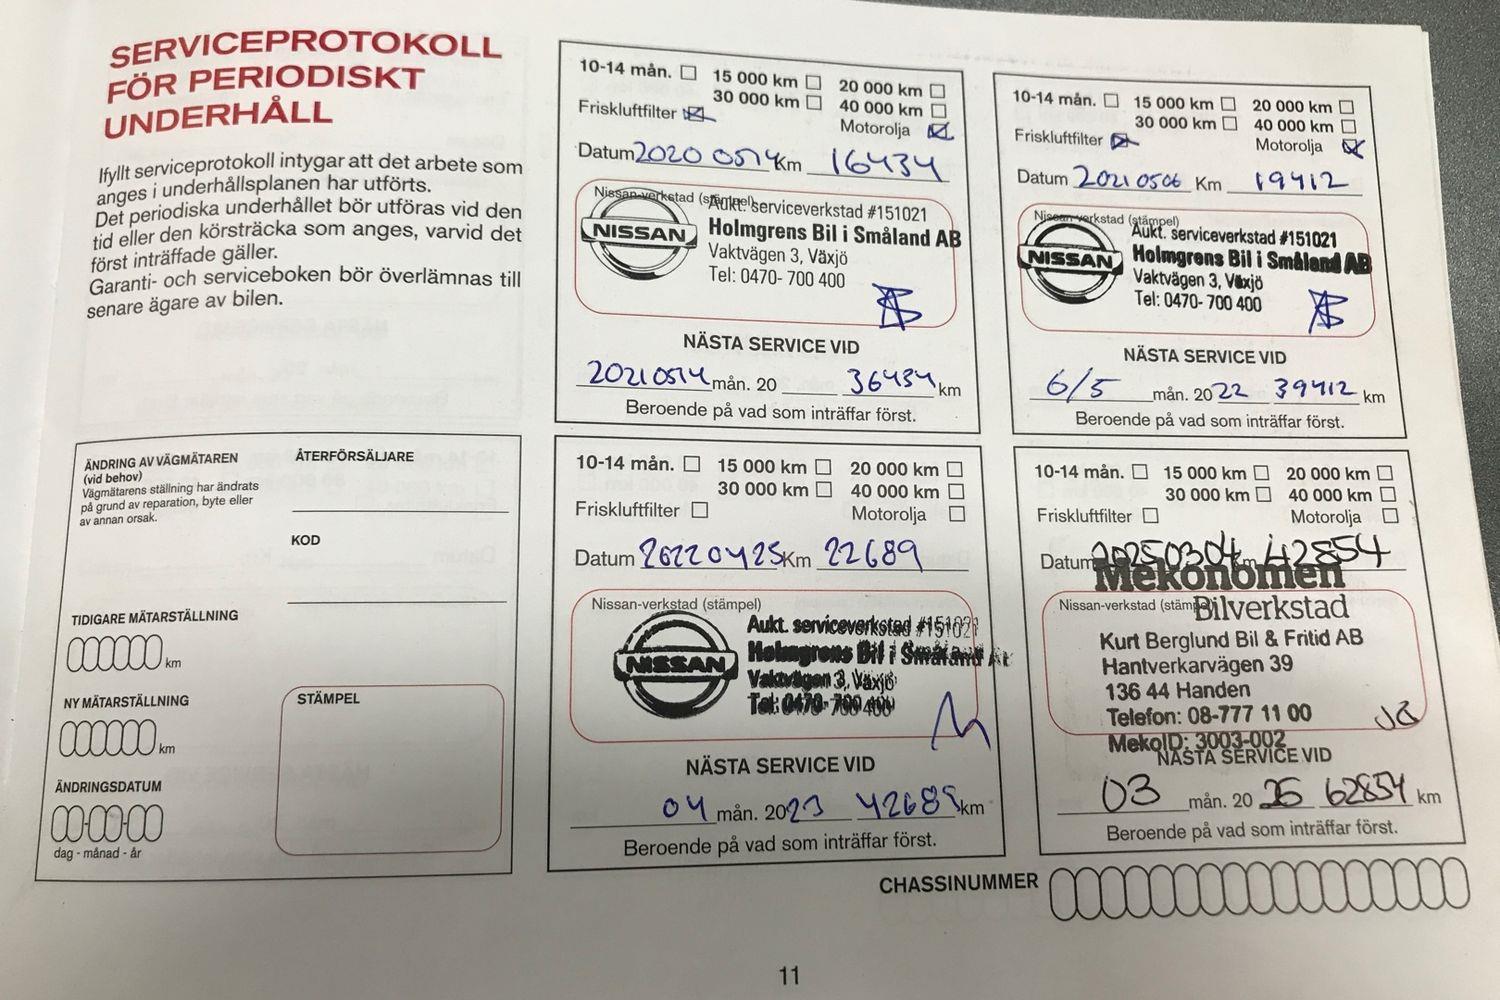 SERVICEPROTOKOLL
FÖR PERIODISKT
UNDERHÅLL
Ifyllt serviceprotokoll intygar att det arbete som
anges i underhållsplanen har utförts.
Det periodiska underhållet bör utföras vid den
tid eller den körsträcka som anges, varvid det
först inträffade gäller.
Garanti- och serviceboken bör överlämnas till
senare ägare av bilen.
10-14 mån. 15 000 km 20 000 km
30 000 km 40 000 km
Friskluftfilter Motorolja
Datum 2020 0514 Km 16434
Nissan-verkstad (stämpel)
NISSAN
Aukt. serviceverkstad #151021
Holmgrens Bil i Småland AB
Vaktvägen 3, Växjö
Tel: 0470- 700 400
NÄSTA SERVICE VID
20210514 mån. 20 36434 km
Beroende på vad som inträffar först.
10-14 mån. 15 000 km 20 000 km
30 000 km 40 000 km
Friskluftfilter Motorolja
Datum 20210506 Km 19412
Nissan-verkstad (stämpel)
NISSAN
Aukt. serviceverkstad #151021
Holmgrens Bil i Småland AB
Vaktvägen 3, Växjö
Tel: 0470- 700 400
NÄSTA SERVICE VID
6/5 mån. 2022 39412 km
Beroende på vad som inträffar först.
ÄNDRING AV VÄGMÄTAREN
(vid behov)
Vägmätarens ställning har ändrats
på grund av reparation, byte eller
av annan orsak.
ÅTERFÖRSÄLJARE
KOD
TIDIGARE MÄTARSTÄLLNING
km
NY MÄTARSTÄLLNING
km
ÄNDRINGSDATUM
dag - månad - år
STÄMPEL
10-14 mån. 15 000 km 20 000 km
30 000 km 40 000 km
Friskluftfilter Motorolja
Datum 20220425 Km 22689
Nissan-verkstad (stämpel)
NISSAN
Aukt. serviceverkstad #151021
Holmgrens Bil i Småland AB
Vaktvägen 3, Växjö
Tel: 0470- 700 400
NÄSTA SERVICE VID
04 mån. 2023 42689 km
Beroende på vad som inträffar först.
10-14 mån. 15 000 km 20 000 km
30 000 km 40 000 km
Friskluftfilter Motorolja
Datum 20250304 Km 42854
Mekonomen
Nissan-verkstad (stämpel)
Bilverkstad
Kurt Berglund Bil & Fritid AB
Hantverkarvägen 39
136 44 Handen
Telefon: 08-777 11 00
MekoID: 3003-002
NÄSTA SERVICE VID
03 mån. 20 26 62854 km
Beroende på vad som inträffar först.
CHASSINUMMER
11